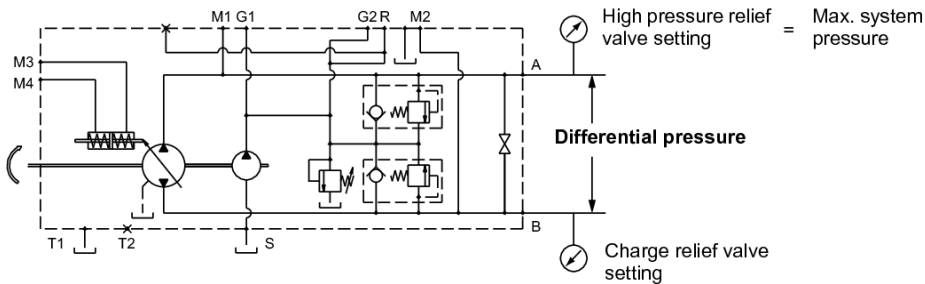 M1 G1 G2 R M2
High pressure relief = Max. system
valve setting pressure
M3
A
M4
Differential pressure
B
T1 T2 S
Charge relief valve
setting